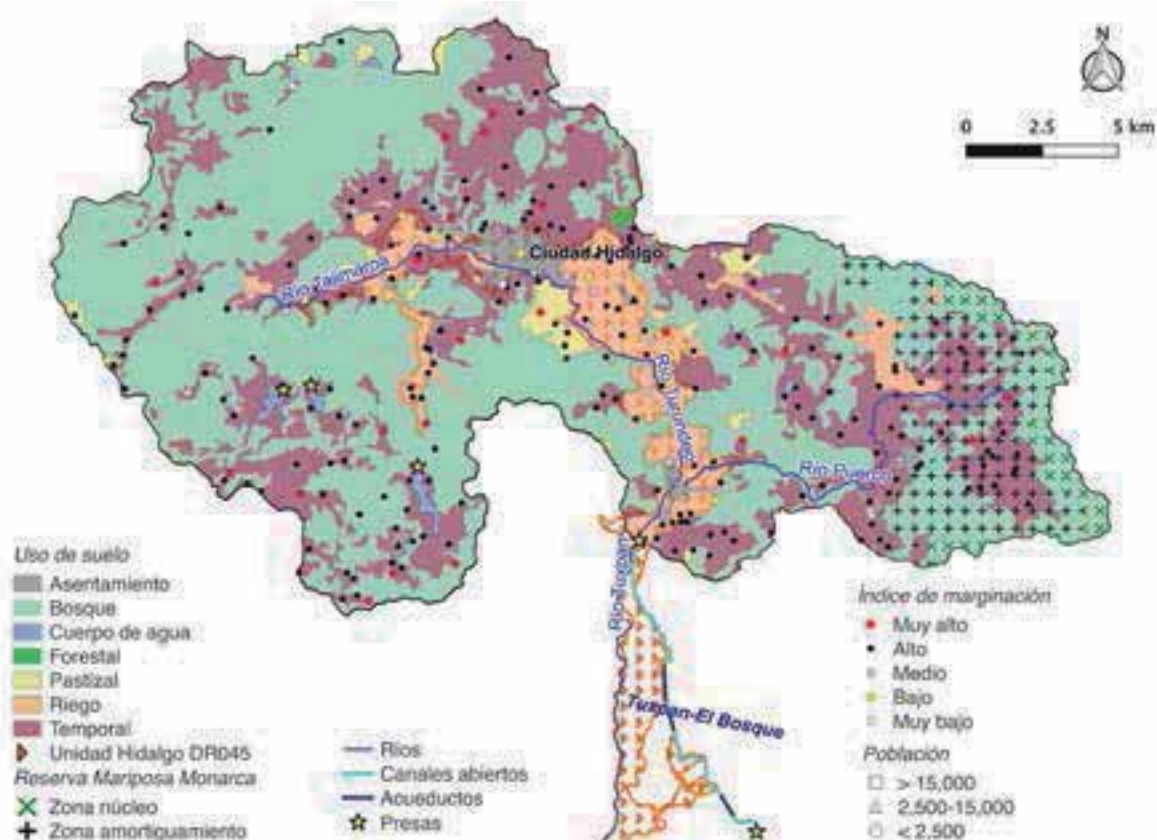 N
0 2.5 5 km
Ciudad Hidalgo
Río Tajimaroa
Río
Río Puerco
Río Tuxpan
Tuxpan-El Bosque
Uso de suelo
Asentamiento
Bosque
Cuerpo de agua
Forestal
Pastizal
Riego
Temporal
Unidad Hidalgo DR045
Reserva Mariposa Monarca
Zona núcleo
Zona amortiguamiento
Ríos
Canales abiertos
Acueductos
Presas
Índice de marginación
Muy alto
Alto
Medio
Bajo
Muy bajo
Población
> 15,000
2,500-15,000
< 2,500